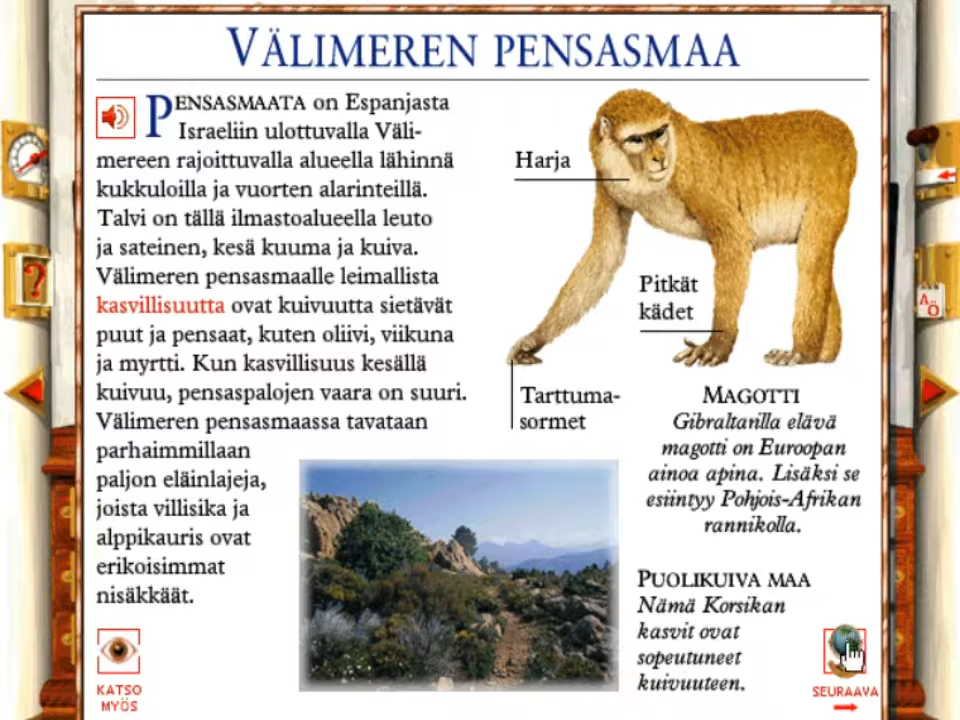 VÄLIMEREN PENSASMAA
PENSASMAATA on Espanjasta
Israeliin ulottuvalla Väli-
mereen rajoittuvalla alueella lähinnä
kukkuloilla ja vuorten alarinteillä.
Talvi on tällä ilmastoalueella leuto
ja sateinen, kesä kuuma ja kuiva.
Välimeren pensasmaalle leimallista
kasvillisuutta ovat kuivuutta sietävät
puut ja pensaat, kuten oliivi, viikuna
ja myrtti. Kun kasvillisuus kesällä
kuivuu, pensaspalojen vaara on suuri.
Välimeren pensasmaassa tavataan
parhaimmillaan
paljon eläinlajeja,
joista villisika ja
alppikauris ovat
erikoisimmat
nisäkkäät.
Harja
Pitkät
kädet
Tarttuma-
sormet
MAGOTTI
Gibraltarilla elävä
magotti on Euroopan
ainoa apina. Lisäksi se
esiintyy Pohjois-Afrikan
rannikolla.
PUOLIKUIVA MAA
Nämä Korsikan
kasvit ovat
sopeutuneet
kuivuuteen.
KATSO
MYÖS
SEURAAVA
?
A
Ö